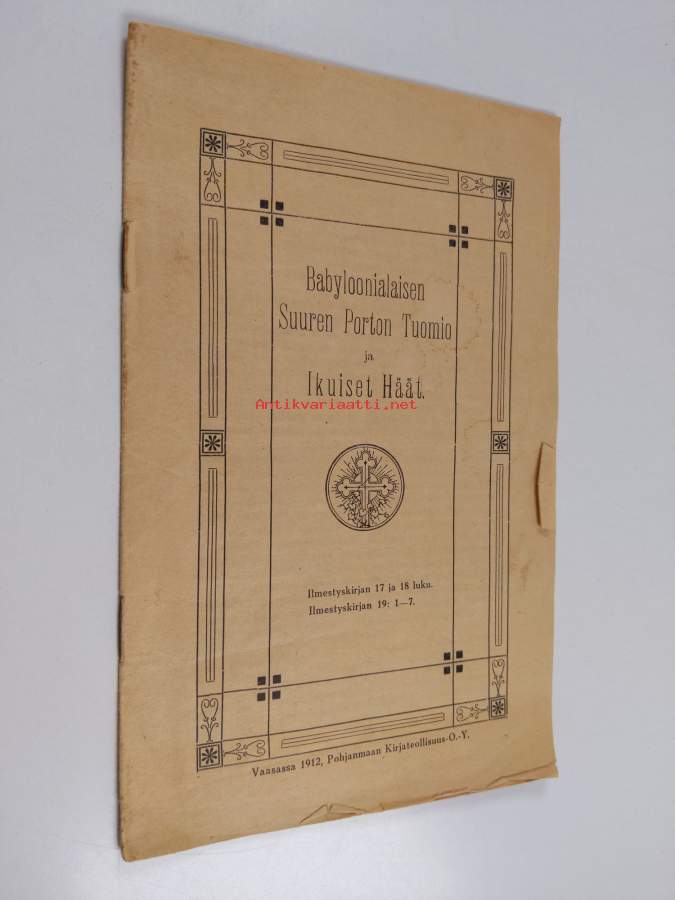 Babyloonialaisen
Suuren Porton Tuomio
ja
Ikuiset Häät.
Antikvariaatti.net
Ilmestyskirjan 17 ja 18 luku.
Ilmestyskirjan 19: 1—7.
Vaasassa 1912, Pohjanmaan Kirjateollisuus-O.-Y.